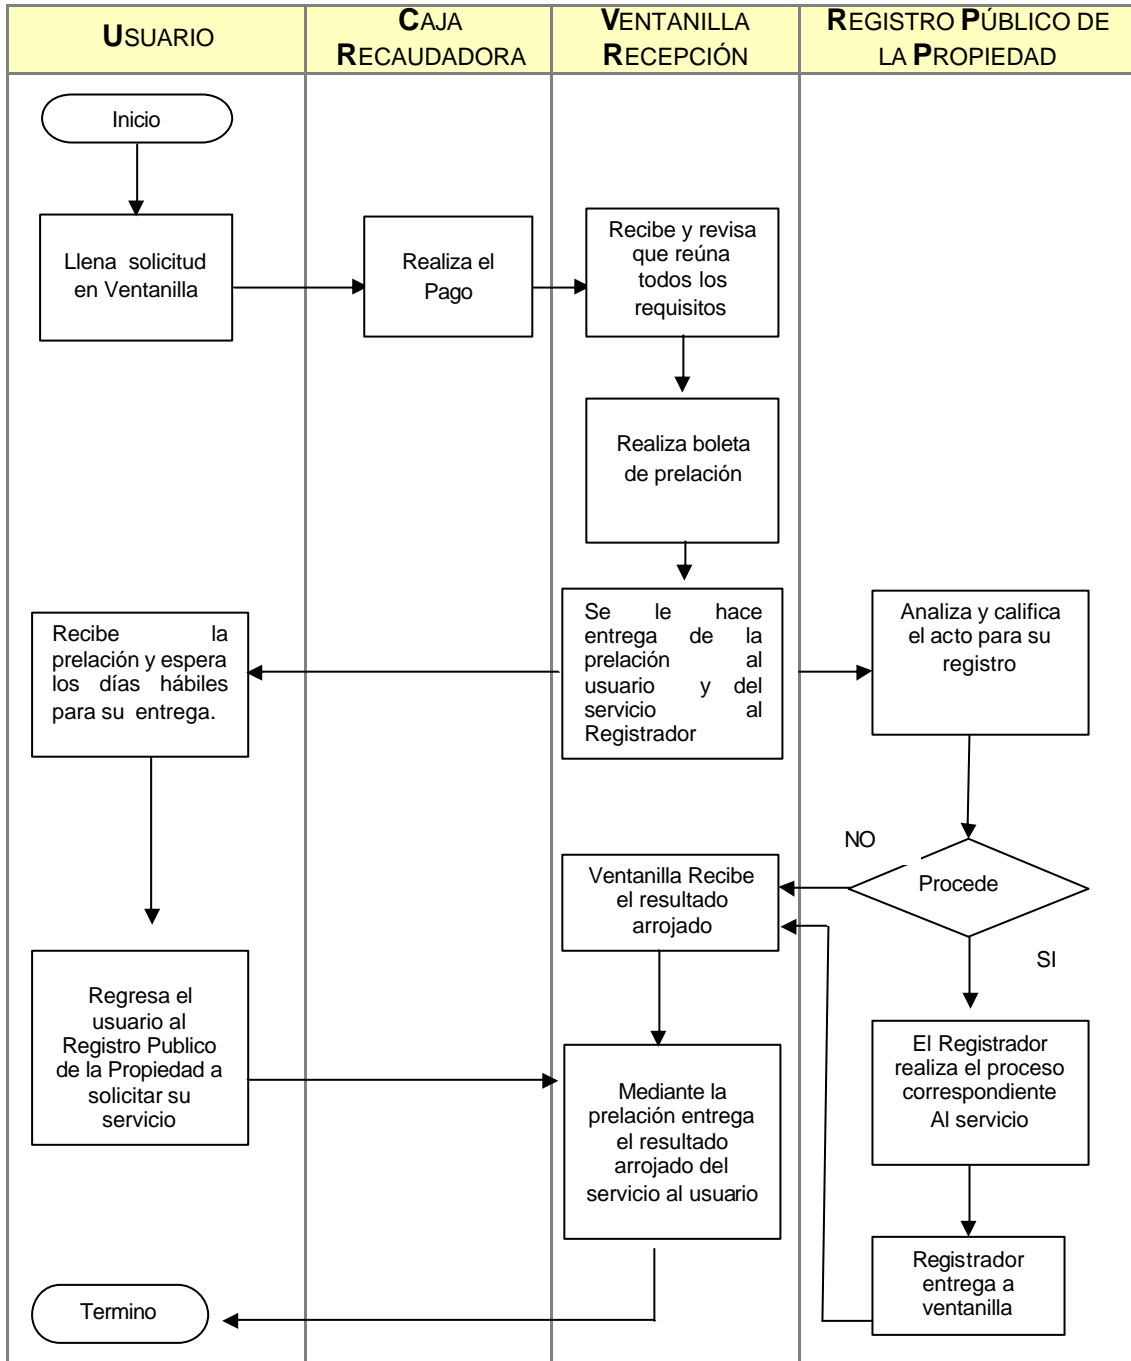 USUARIO
CAJA
RECAUDADORA
VENTANILLA
RECEPCIÓN
REGISTRO PÚBLICO DE
LA PROPIEDAD
Inicio
Llena solicitud
en Ventanilla
Realiza el
Pago
Recibe y revisa
que reúna
todos los
requisitos
Realiza boleta
de prelación
Se le hace
entrega de la
prelación al
usuario y del
servicio al
Registrador
Recibe la
prelación y espera
los días hábiles
para su entrega.
Analiza y califica
el acto para su
registro
NO
Procede
SI
Ventanilla Recibe
el resultado
arrojado
Regresa el
usuario al
Registro Publico
de la Propiedad a
solicitar su
servicio
El Registrador
realiza el proceso
correspondiente
Al servicio
Mediante la
prelación entrega
el resultado
arrojado del
servicio al usuario
Registrador
entrega a
ventanilla
Termino